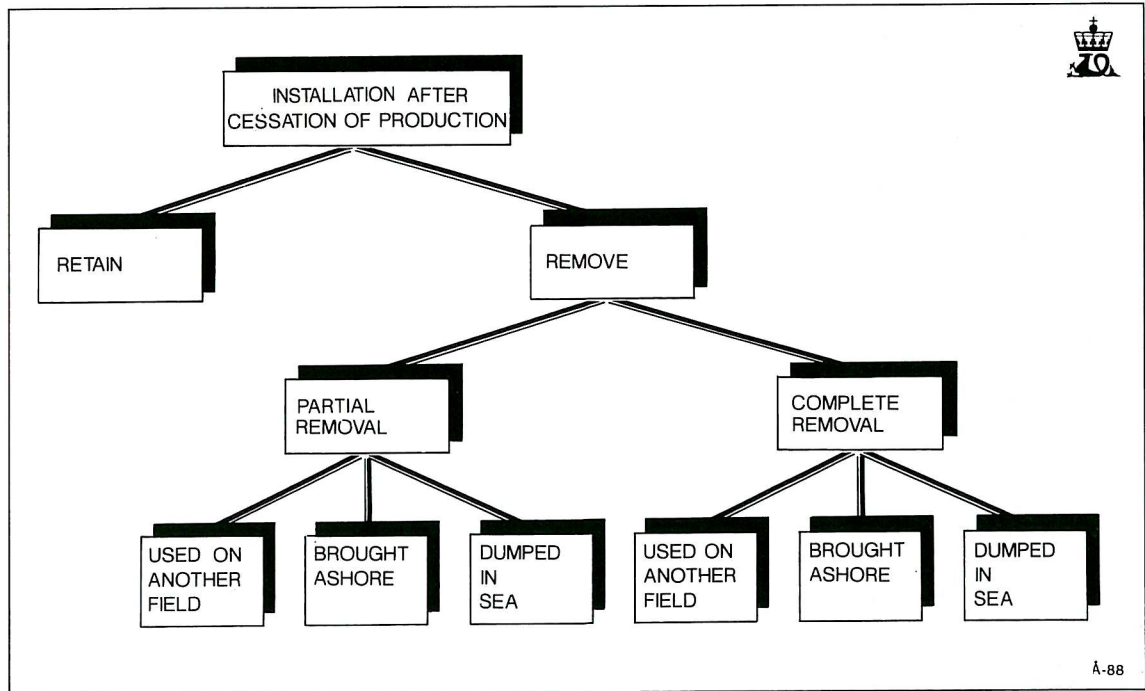 INSTALLATION AFTER
CESSATION OF PRODUCTION
RETAIN
REMOVE
PARTIAL
REMOVAL
COMPLETE
REMOVAL
USED ON
ANOTHER
FIELD
BROUGHT
ASHORE
DUMPED
IN
SEA
USED ON
ANOTHER
FIELD
BROUGHT
ASHORE
DUMPED
IN
SEA
Å-88